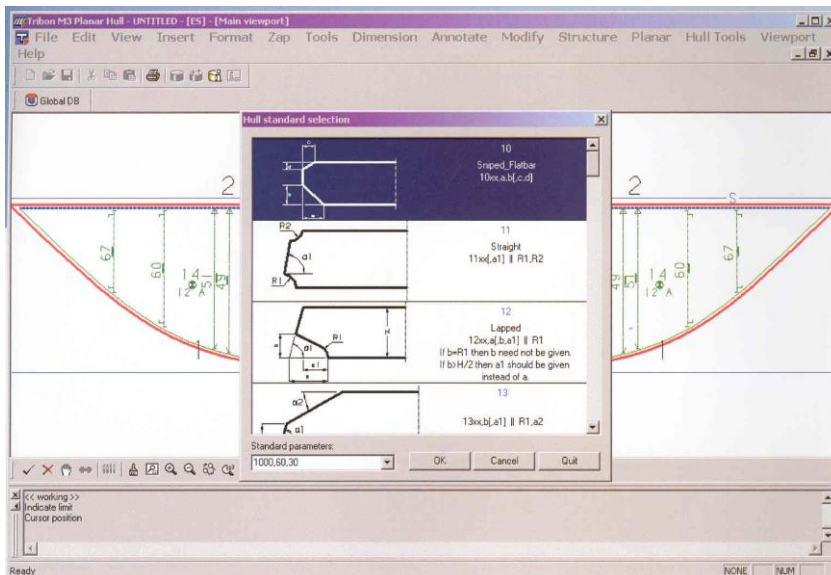 Tribon M3 Planar Hull - UNTITLED - [ES] - [Main viewport]
File Edit View Insert Format Zap Tools Dimension Annotate Modify Structure Planar Hull Tools Viewport
Help
Global DB
Hull standard selection
10
Sniped_Flatbar
10xx,a,b[,c,d]
2
2
S
R2
11
Straight
11xx[,a1] || R1,R2
a1
R1
67
60
51
49
14
12 A
49
51
60
67
14
12 A
12
Lapped
12xx,a[,b,a1] || R1
If b=R1 then b need not be given.
If b>H/2 then a1 should be given
instead of a.
R1
a1
13
13xx,b[,a1] || R1,a2
a2
a1
Standard parameters:
1000,60,30
OK Cancel Quit
<< working >>
Indicate limit
Cursor position
Ready
NONE NUM